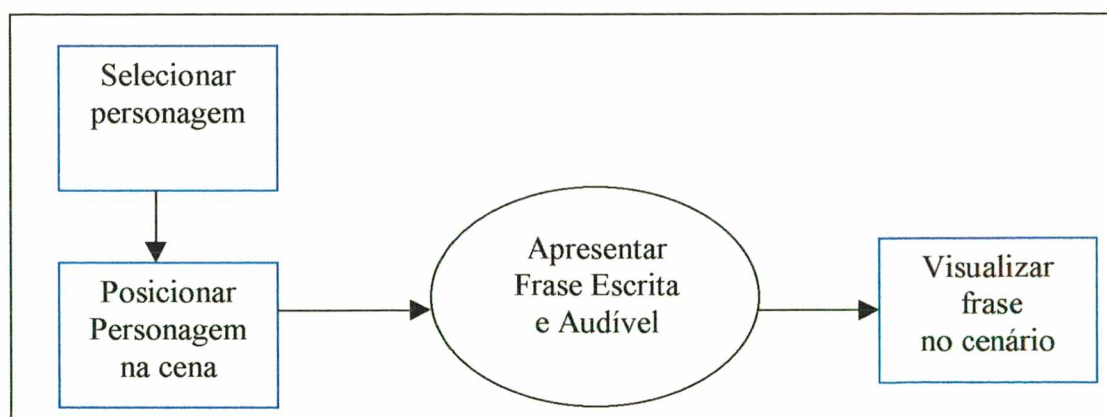 Selecionar
personagem
Posicionar
Personagem
na cena
Apresentar
Frase Escrita
e Audível
Visualizar
frase
no cenário